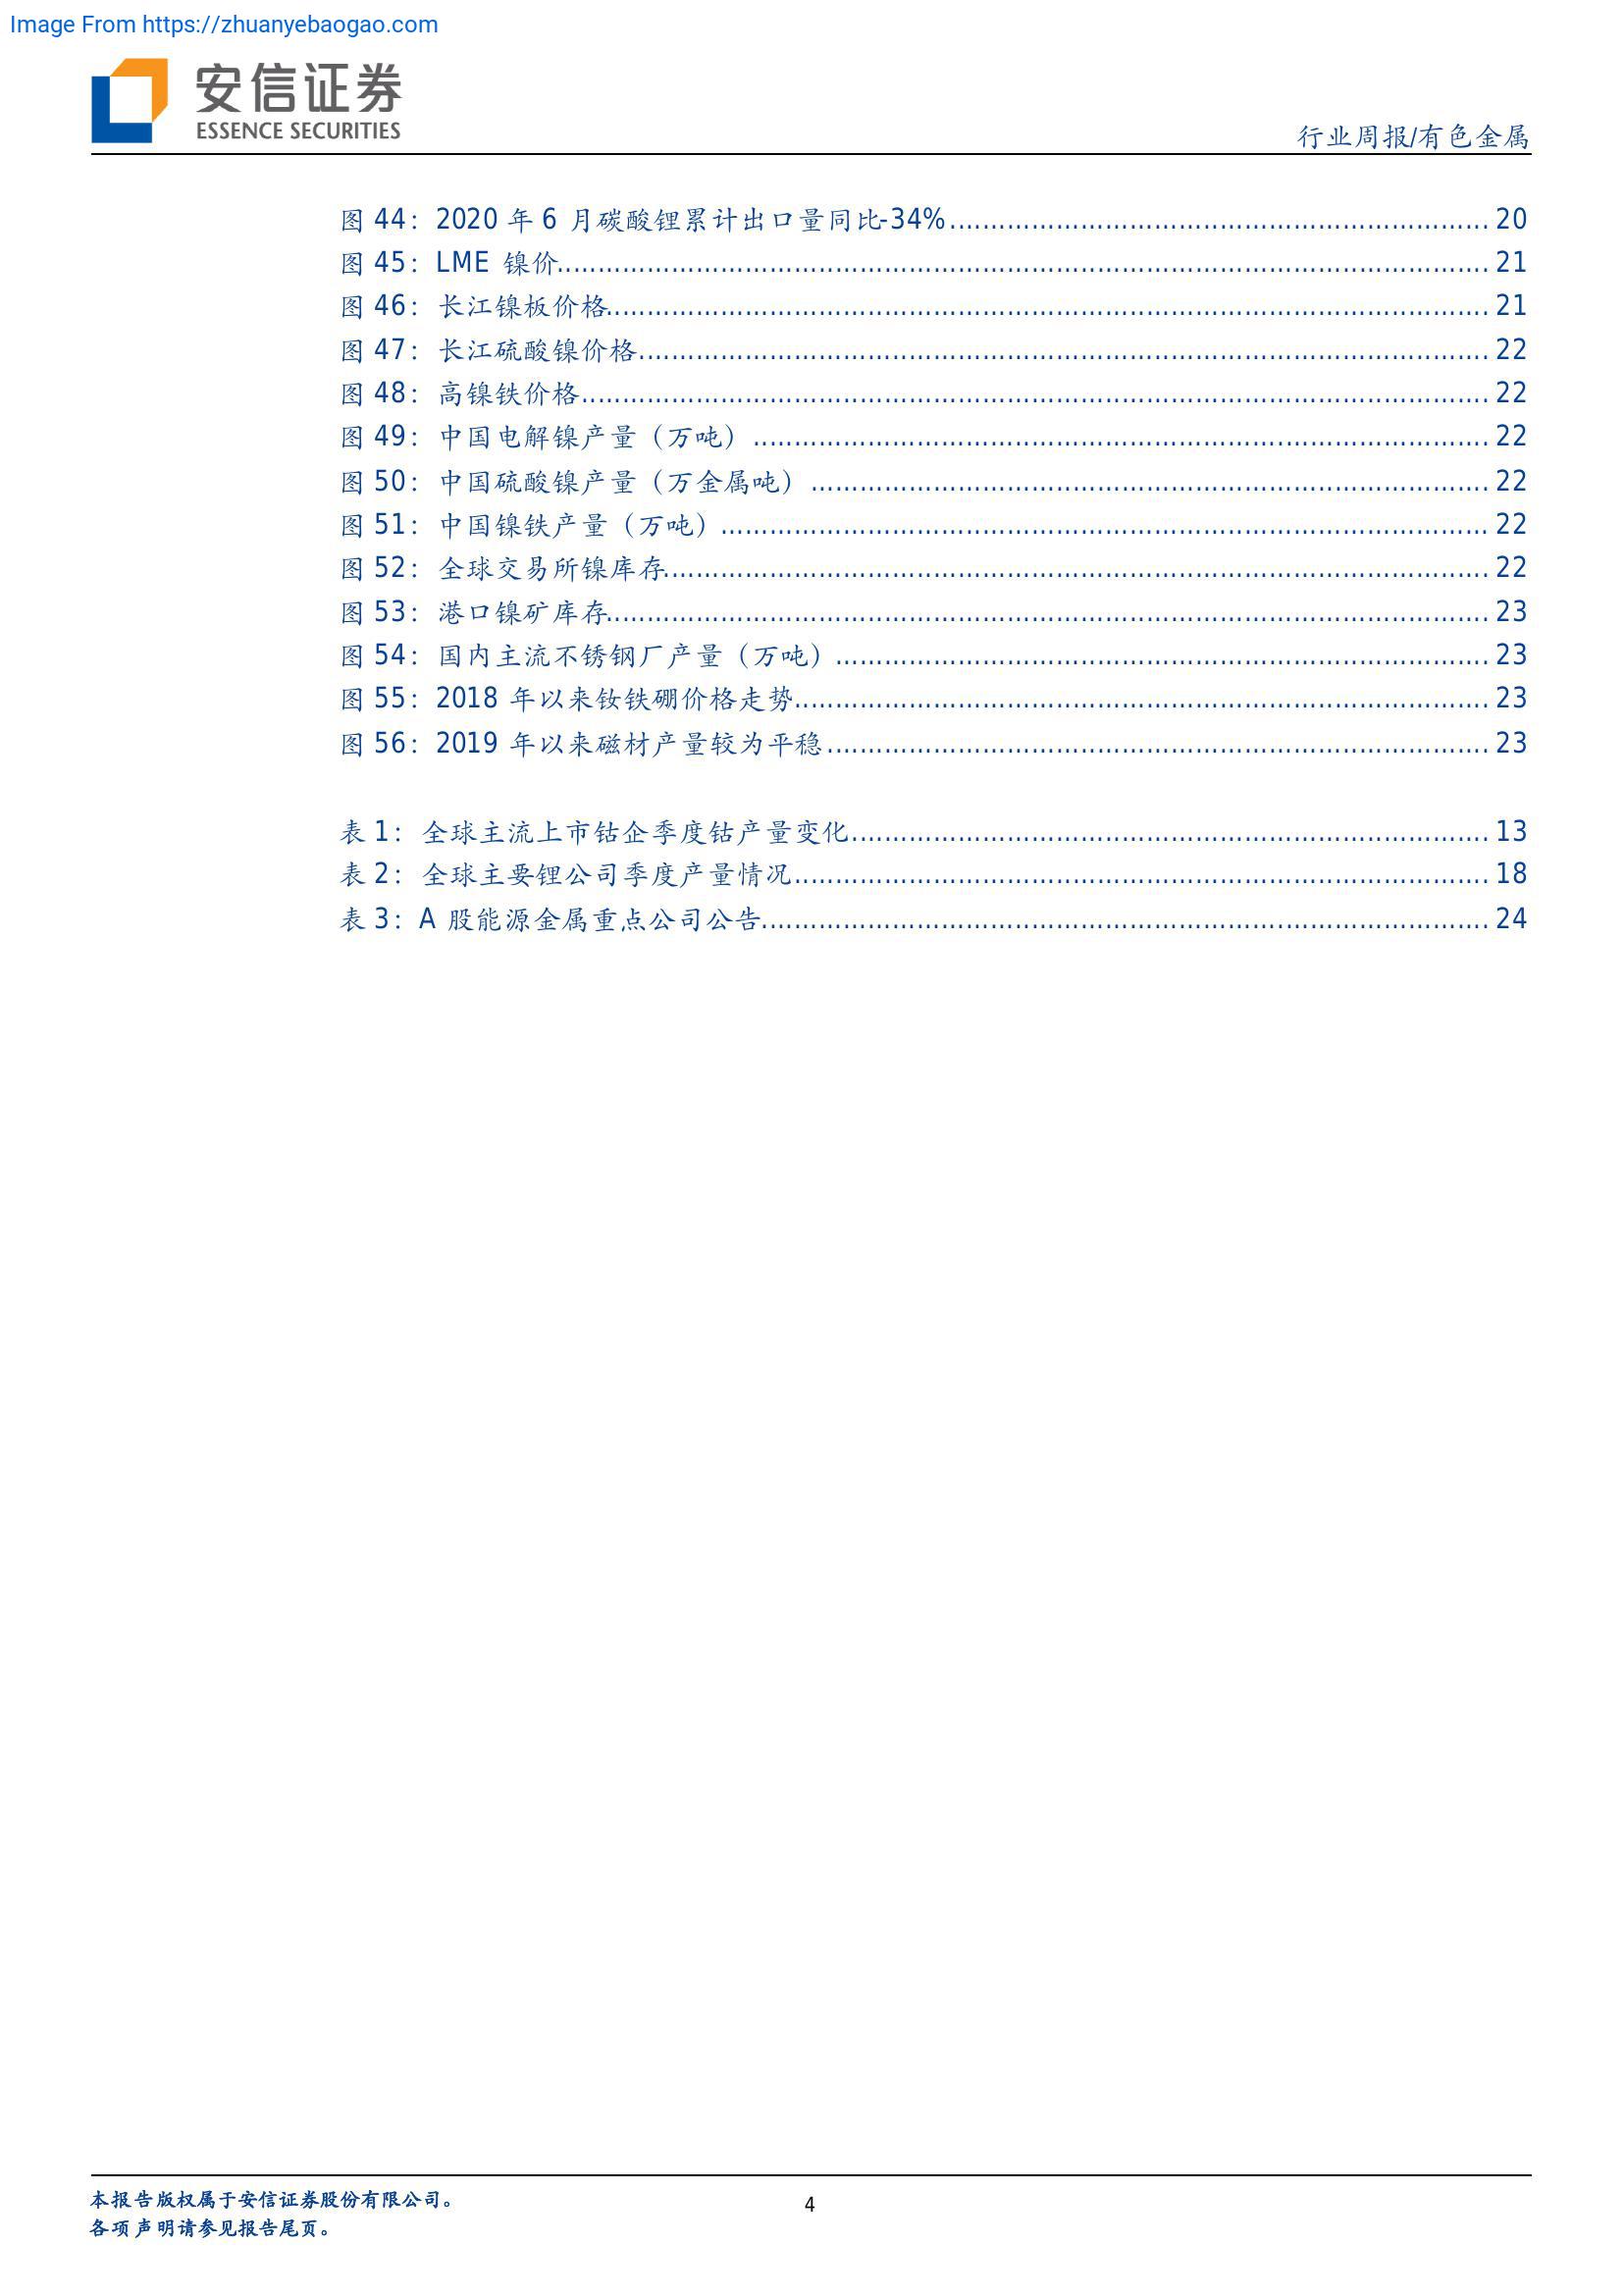 Image From https://zhuanyebaogao.com
安信证券
ESSENCE SECURITIES
行业周报/有色金属
图 44：2020 年 6 月碳酸锂累计出口量同比-34%........................................ 20
图 45：LME 镍价........................................ 21
图 46：长江镍板价格........................................ 21
图 47：长江硫酸镍价格........................................ 22
图 48：高镍铁价格........................................ 22
图 49：中国电解镍产量（万吨）........................................ 22
图 50：中国硫酸镍产量（万金属吨）........................................ 22
图 51：中国镍铁产量（万吨）........................................ 22
图 52：全球交易所镍库存........................................ 22
图 53：港口镍矿库存........................................ 23
图 54：国内主流不锈钢厂产量（万吨）........................................ 23
图 55：2018 年以来钕铁硼价格走势........................................ 23
图 56：2019 年以来磁材产量较为平稳........................................ 23
表 1：全球主流上市钴企季度钴产量变化........................................ 13
表 2：全球主要锂公司季度产量情况........................................ 18
表 3：A 股能源金属重点公司公告........................................ 24
本报告版权属于安信证券股份有限公司。
各项声明请参见报告尾页。
4